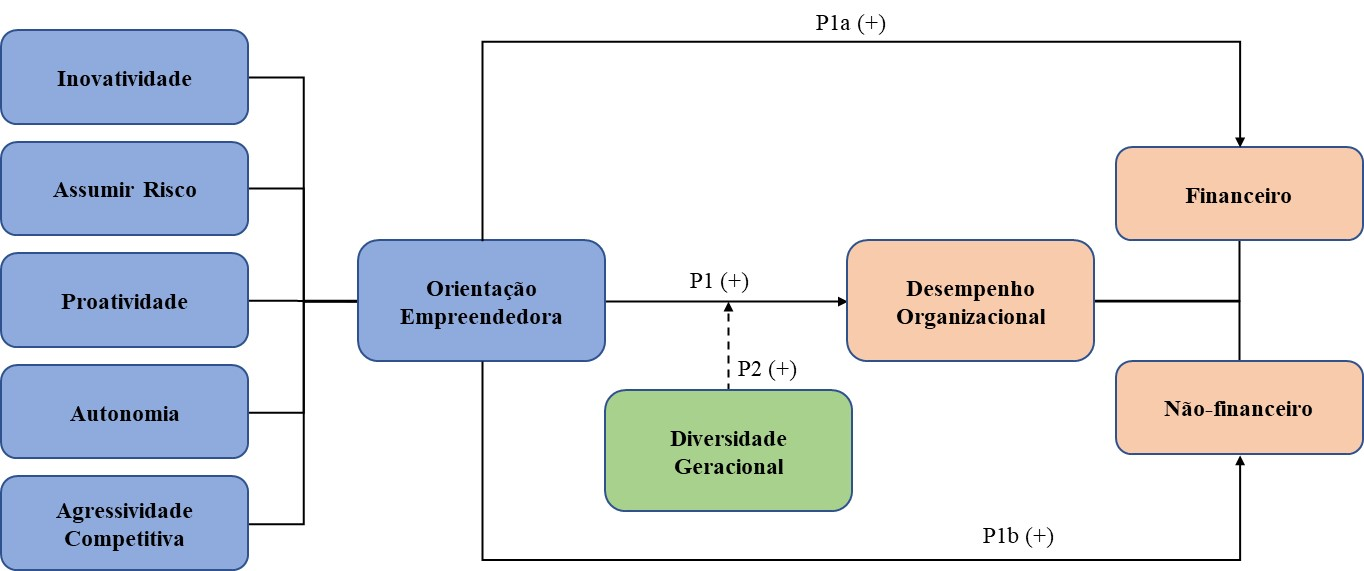 P1a (+)
Inovatividade
Assumir Risco
Proatividade
Autonomia
Agressividade
Competitiva
Orientação
Empreendedora
P1 (+)
P2 (+)
Diversidade
Geracional
Desempenho
Organizacional
Financeiro
Não-financeiro
P1b (+)